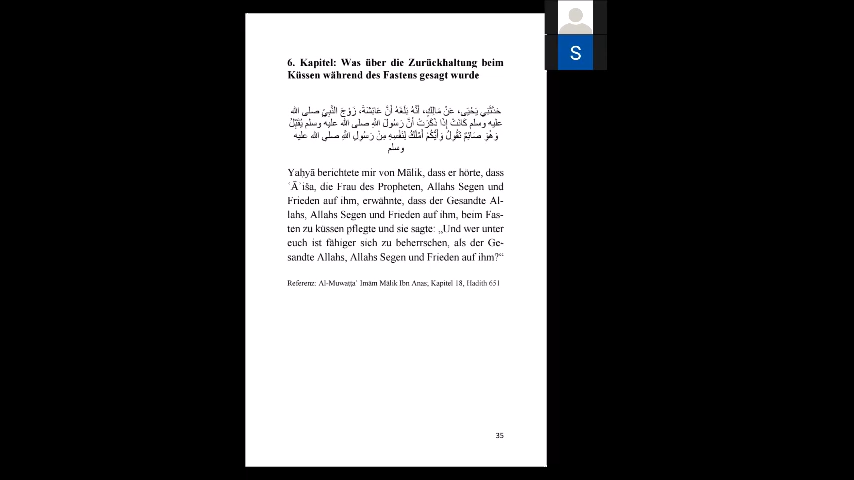 S
6. Kapitel: Was über die Zurückhaltung beim
Küssen während des Fastens gesagt wurde
حَدَّثَنِي يَحْيَى، عَنْ مَالِكٍ، أَنَّهُ بَلَغَهُ أَنَّ عَائِشَةَ، زَوْجَ النَّبِيِّ صلى الله
عليه وسلم كَانَتْ إِذَا ذَكَرَتْ أَنَّ رَسُولَ اللَّهِ صلى الله عليه وسلم يُقَبِّلُ
وَهُوَ صَائِمٌ تَقُولُ وَأَيُّكُمْ أَمْلَكُ لِنَفْسِهِ مِنْ رَسُولِ اللَّهِ صلى الله عليه
وسلم
Yaḥyā berichtete mir von Mālik, dass er hörte, dass
ʿĀʾiša, die Frau des Propheten, Allahs Segen und
Frieden auf ihm, erwähnte, dass der Gesandte Al-
lahs, Allahs Segen und Frieden auf ihm, beim Fas-
ten zu küssen pflegte und sie sagte: „Und wer unter
euch ist fähiger sich zu beherrschen, als der Ge-
sandte Allahs, Allahs Segen und Frieden auf ihm?“
Referenz: Al-Muwaṭṭaʾ Imām Mālik Ibn Anas, Kapitel 18, Hadith 651
35